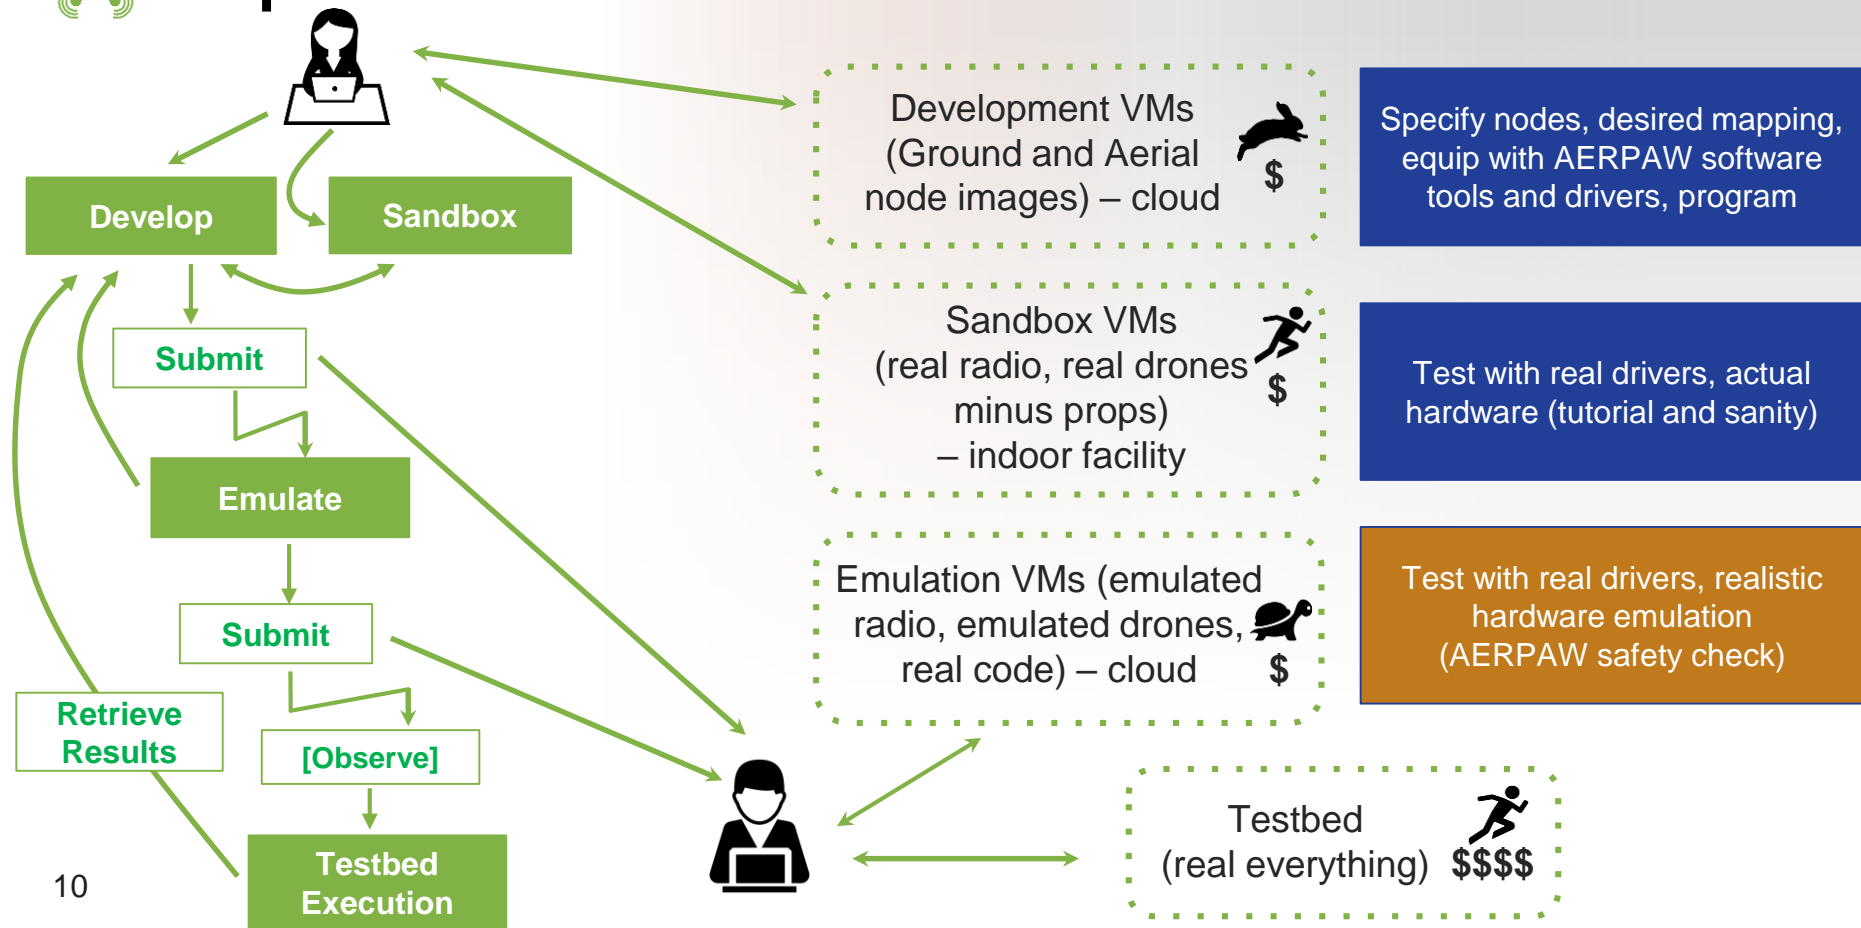 Develop
Sandbox
Submit
Emulate
Submit
Retrieve
Results
[Observe]
Testbed
Execution
10
Development VMs
(Ground and Aerial
node images) – cloud
$
Specify nodes, desired mapping,
equip with AERPAW software
tools and drivers, program
Sandbox VMs
(real radio, real drones
minus props)
– indoor facility
$
Test with real drivers, actual
hardware (tutorial and sanity)
Emulation VMs (emulated
radio, emulated drones,
real code) – cloud
$
Test with real drivers, realistic
hardware emulation
(AERPAW safety check)
Testbed
(real everything)
$$$$